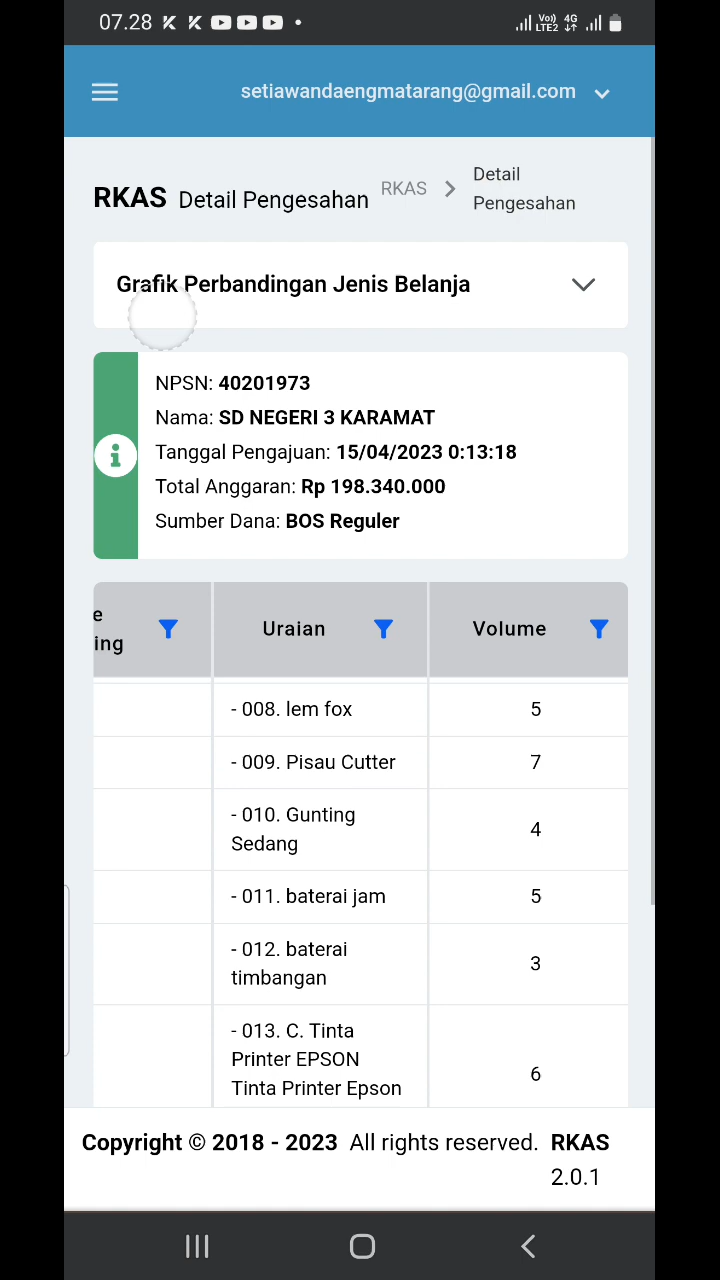 07.28
Vo)) LTE2 4G
setiawandaengmatarang@gmail.com
RKAS Detail Pengesahan
RKAS
Detail
Pengesahan
Grafik Perbandingan Jenis Belanja
NPSN: 40201973
Nama: SD NEGERI 3 KARAMAT
Tanggal Pengajuan: 15/04/2023 0:13:18
Total Anggaran: Rp 198.340.000
Sumber Dana: BOS Reguler
e
ing
Uraian
Volume
- 008. lem fox 5
- 009. Pisau Cutter 7
- 010. Gunting
Sedang
4
- 011. baterai jam 5
- 012. baterai
timbangan
3
- 013. C. Tinta
Printer EPSON
Tinta Printer Epson
6
Copyright © 2018 - 2023 All rights reserved. RKAS
2.0.1